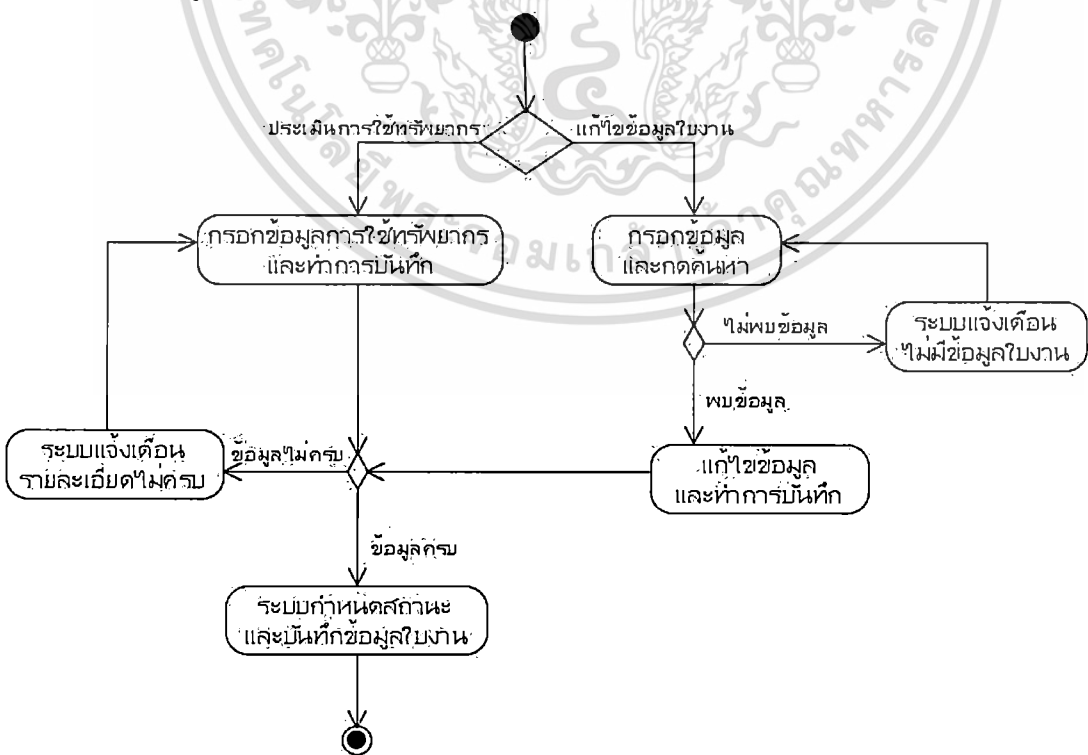 ประเมินการใช้ทรัพยากร
แก้ไขข้อมูลใบงาน
กรอกข้อมูลการใช้ทรัพยากร
และทำการบันทึก
กรอกข้อมูล
และกดค้นหา
ไม่พบข้อมูล
ระบบแจ้งเตือน
ไม่มีข้อมูลใบงาน
พบข้อมูล
ระบบแจ้งเตือน
รายละเอียดไม่ครบ
ข้อมูลไม่ครบ
แก้ไขข้อมูล
และทำการบันทึก
ข้อมูลครบ
ระบบกำหนดสถานะ
และบันทึกข้อมูลใบงาน